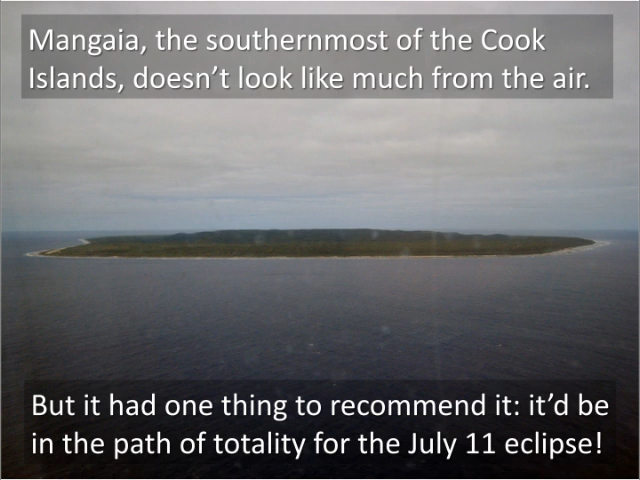 Mangaia, the southernmost of the Cook
Islands, doesn’t look like much from the air.
But it had one thing to recommend it: it’d be
in the path of totality for the July 11 eclipse!